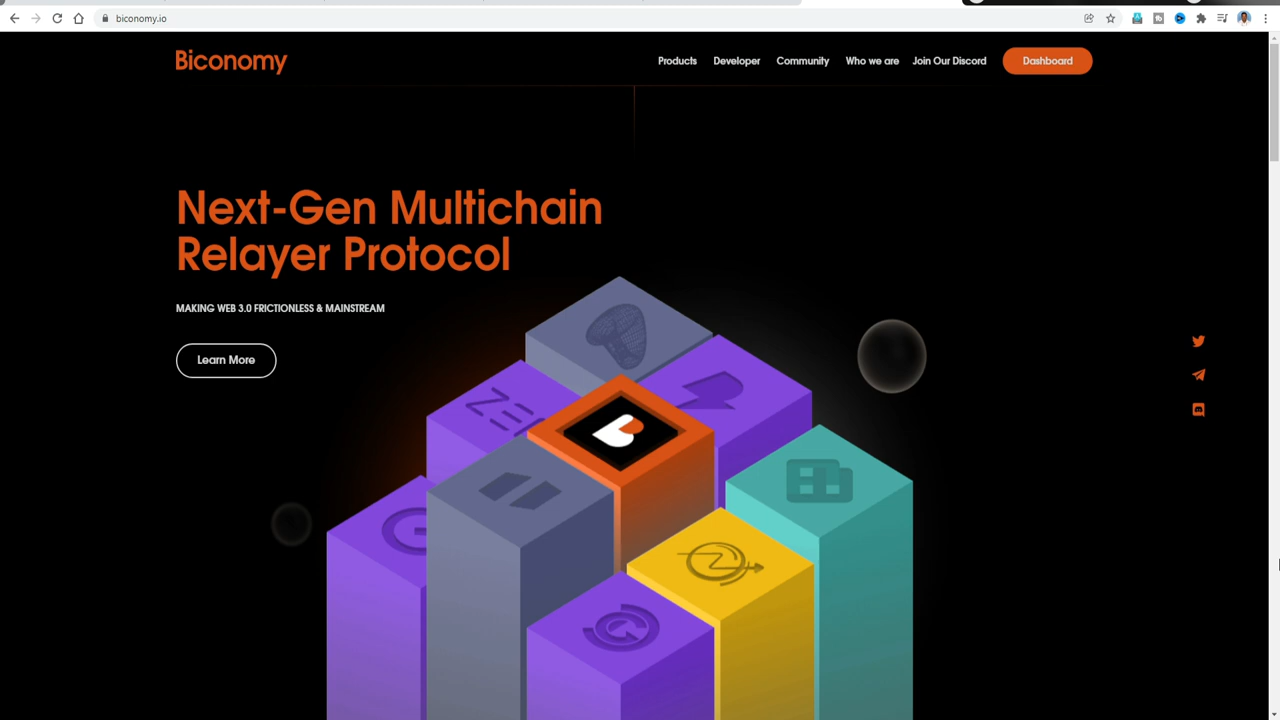 biconomy.io
Biconomy
Products Developer Community Who we are Join Our Discord Dashboard
Next-Gen Multichain
Relayer Protocol
MAKING WEB 3.0 FRICTIONLESS & MAINSTREAM
Learn More